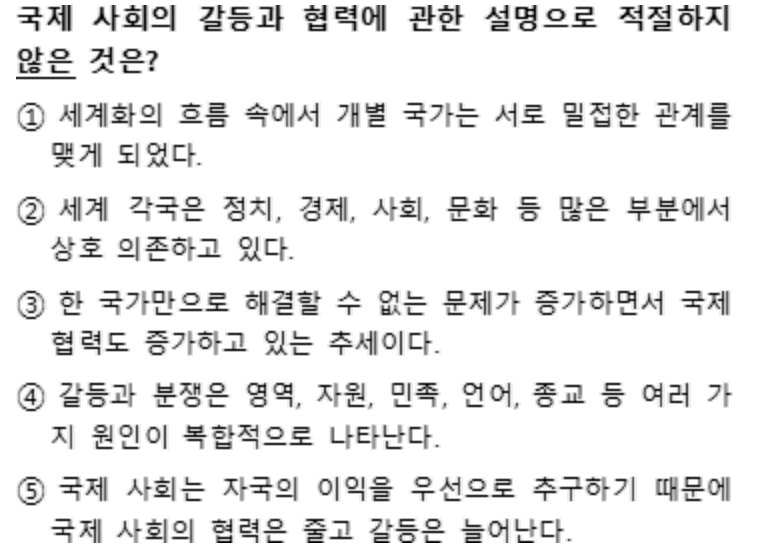 국제 사회의 갈등과 협력에 관한 설명으로 적절하지
않은 것은?
① 세계화의 흐름 속에서 개별 국가는 서로 밀접한 관계를
맺게 되었다.
② 세계 각국은 정치, 경제, 사회, 문화 등 많은 부분에서
상호 의존하고 있다.
③ 한 국가만으로 해결할 수 없는 문제가 증가하면서 국제
협력도 증가하고 있는 추세이다.
④ 갈등과 분쟁은 영역, 자원, 민족, 언어, 종교 등 여러 가
지 원인이 복합적으로 나타난다.
⑤ 국제 사회는 자국의 이익을 우선으로 추구하기 때문에
국제 사회의 협력은 줄고 갈등은 늘어난다.